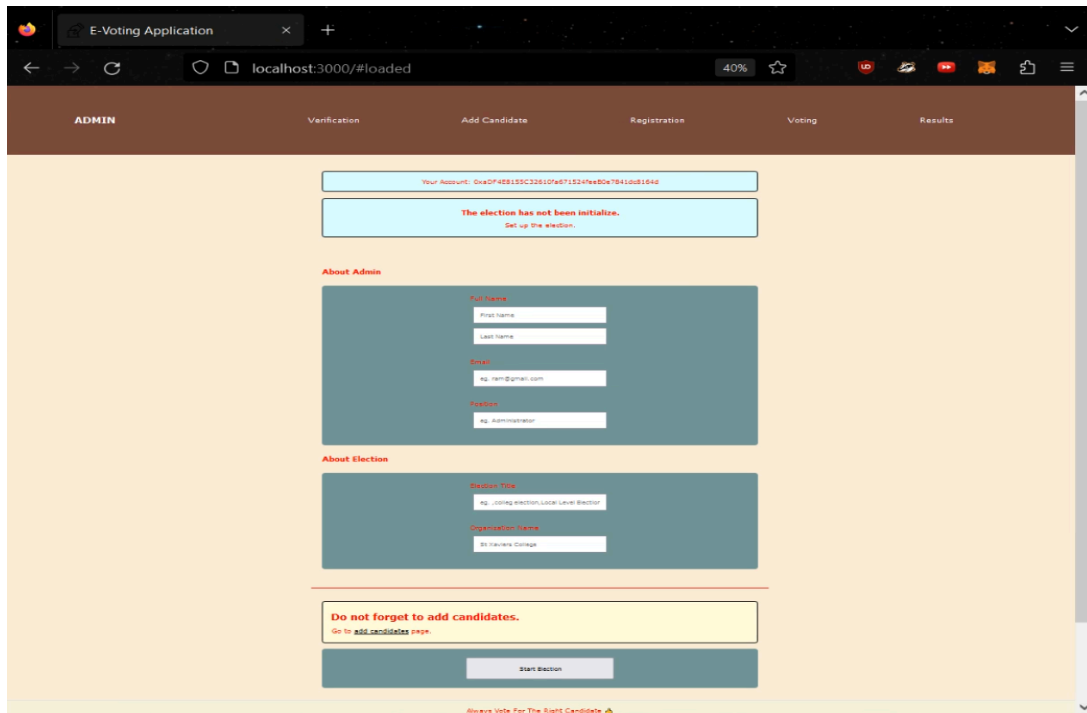 E-Voting Application
localhost:3000/#loaded
40%
ADMIN Verification Add Candidate Registration Voting Results
Your Account:
The election has not been initialize.
Set up the election.
About Admin
Full Name
First Name
Last Name
Email
eg. ram@gmail.com
Position
eg. Administrator
About Election
Election Title
eg. ..colleg election,Local Level Election
Organisation Name
St Xaviers College
Do not forget to add candidates.
Go to add candidates page.
Start Election
Always Vote For The Right Candidate